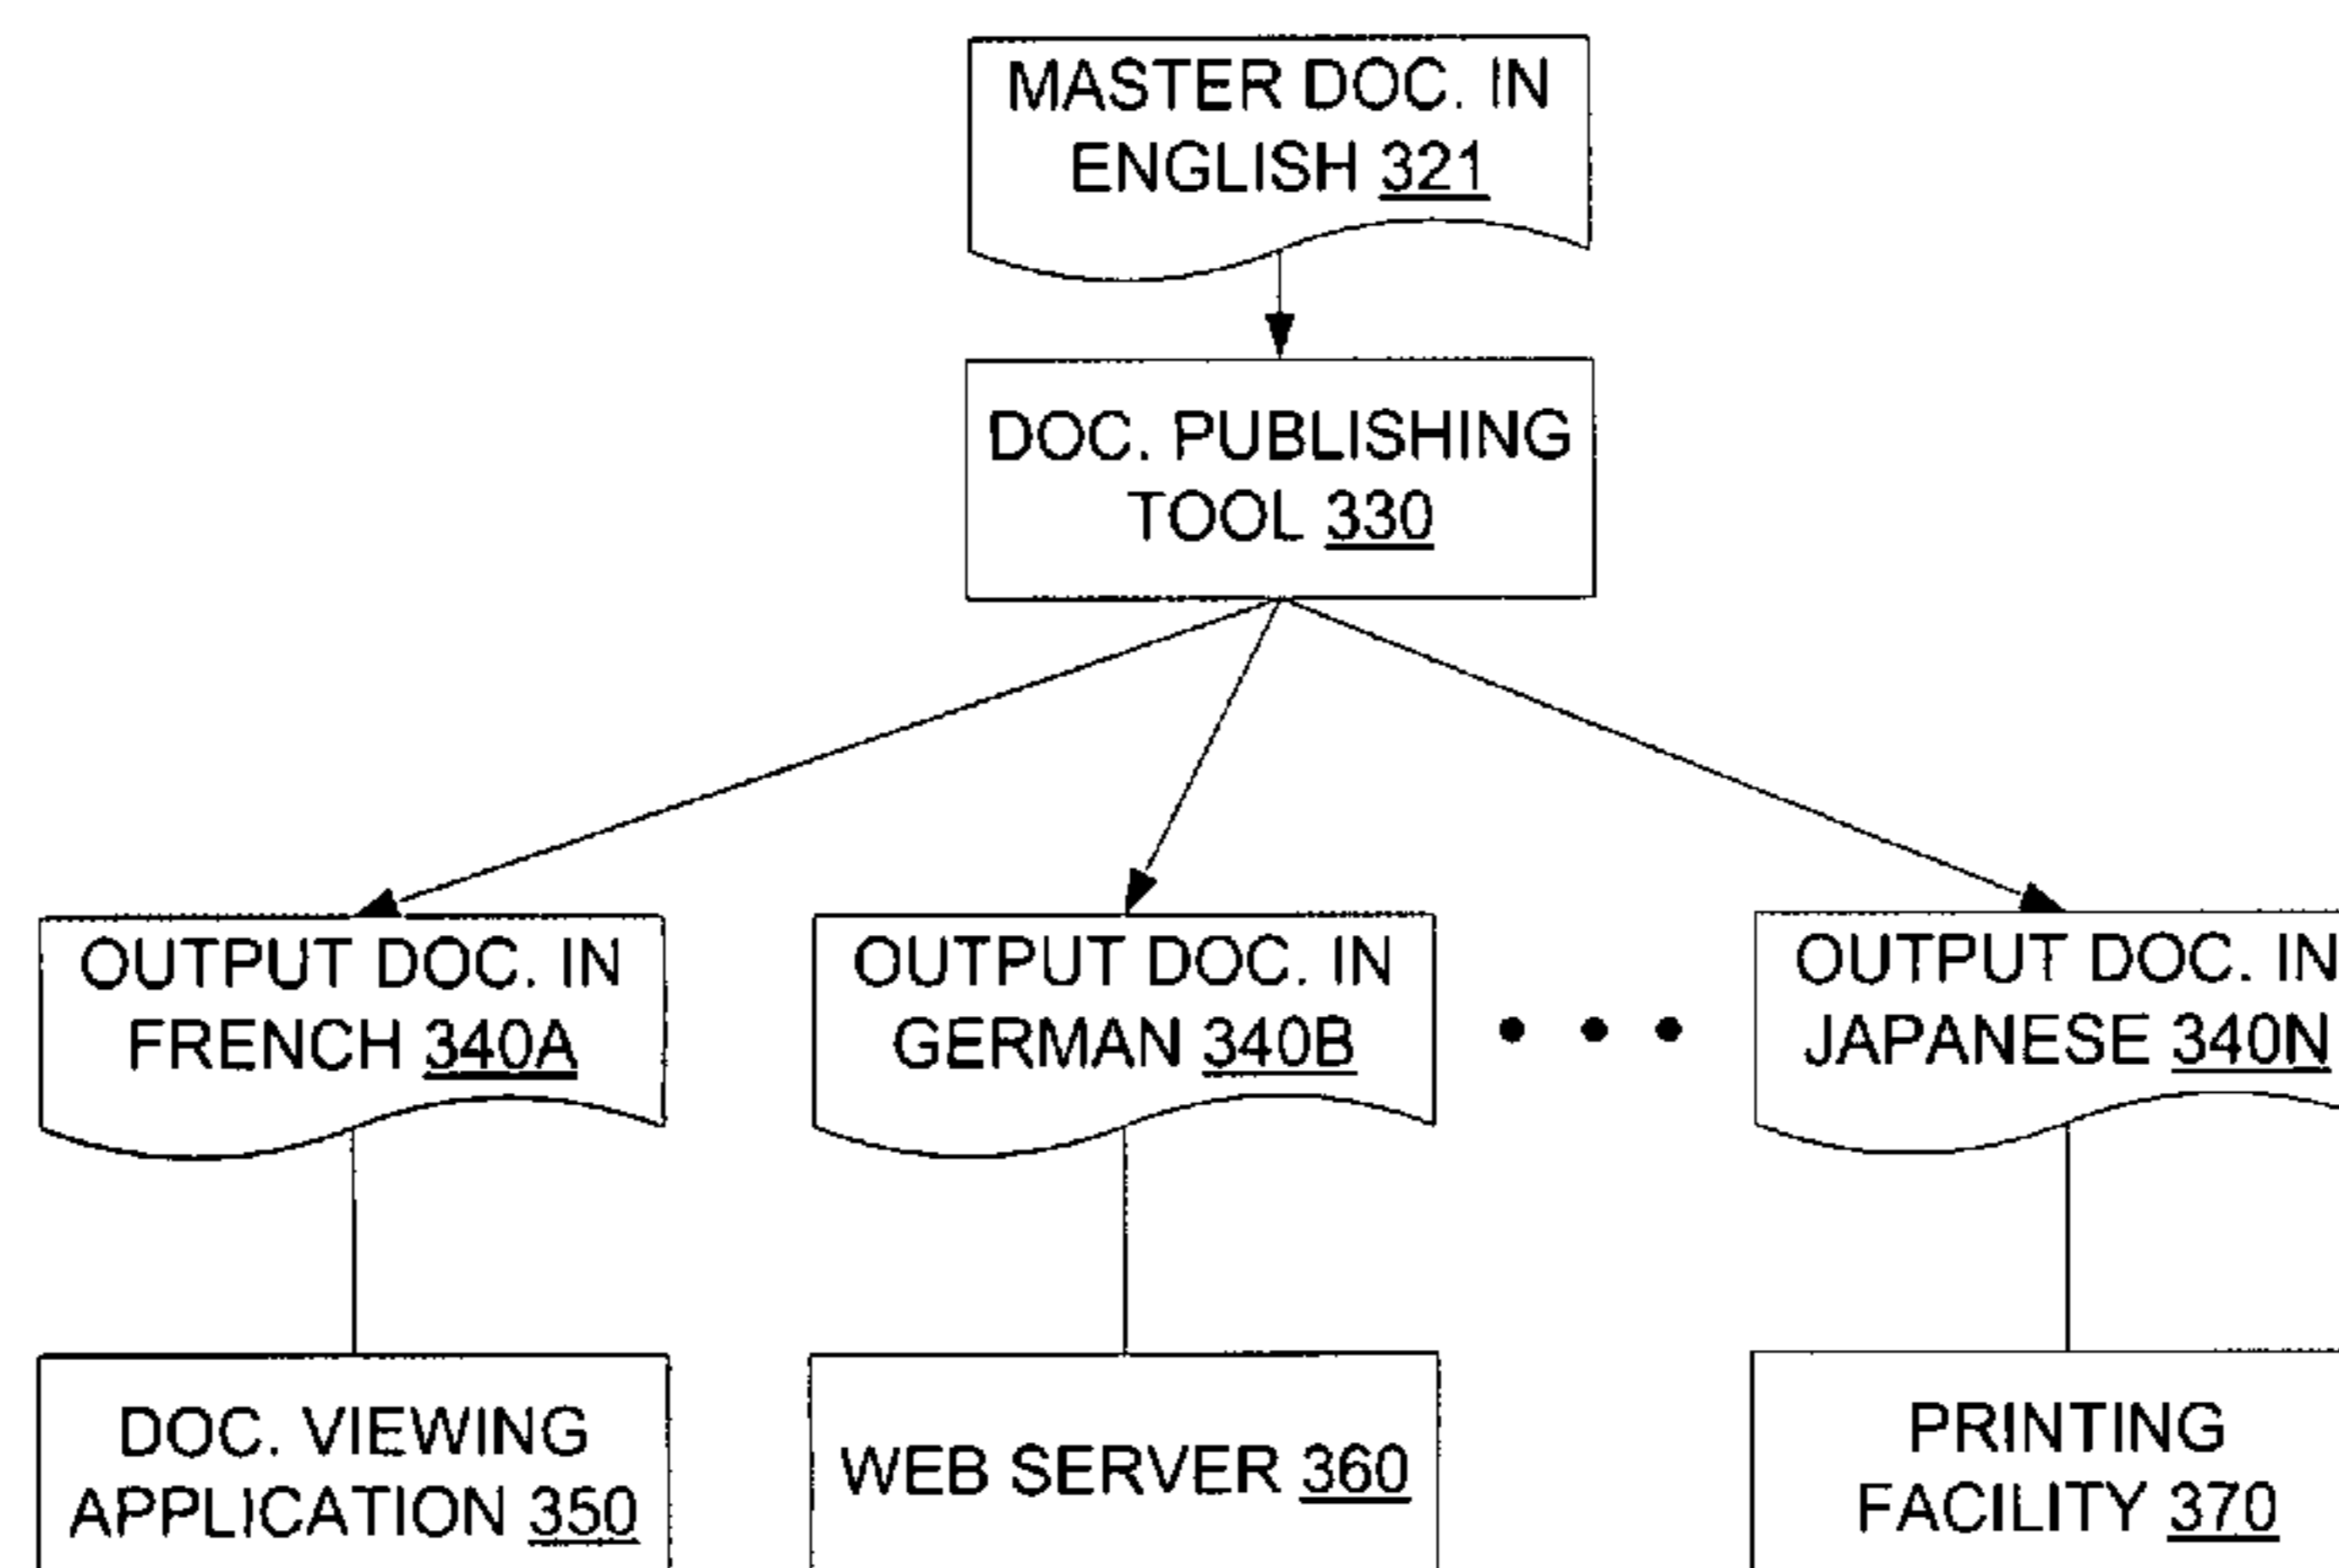 MASTER DOC. IN
ENGLISH 321
DOC. PUBLISHING
TOOL 330
OUTPUT DOC. IN
FRENCH 340A
OUTPUT DOC. IN
GERMAN 340B
OUTPUT DOC. IN
JAPANESE 340N
DOC. VIEWING
APPLICATION 350
WEB SERVER 360
PRINTING
FACILITY 370